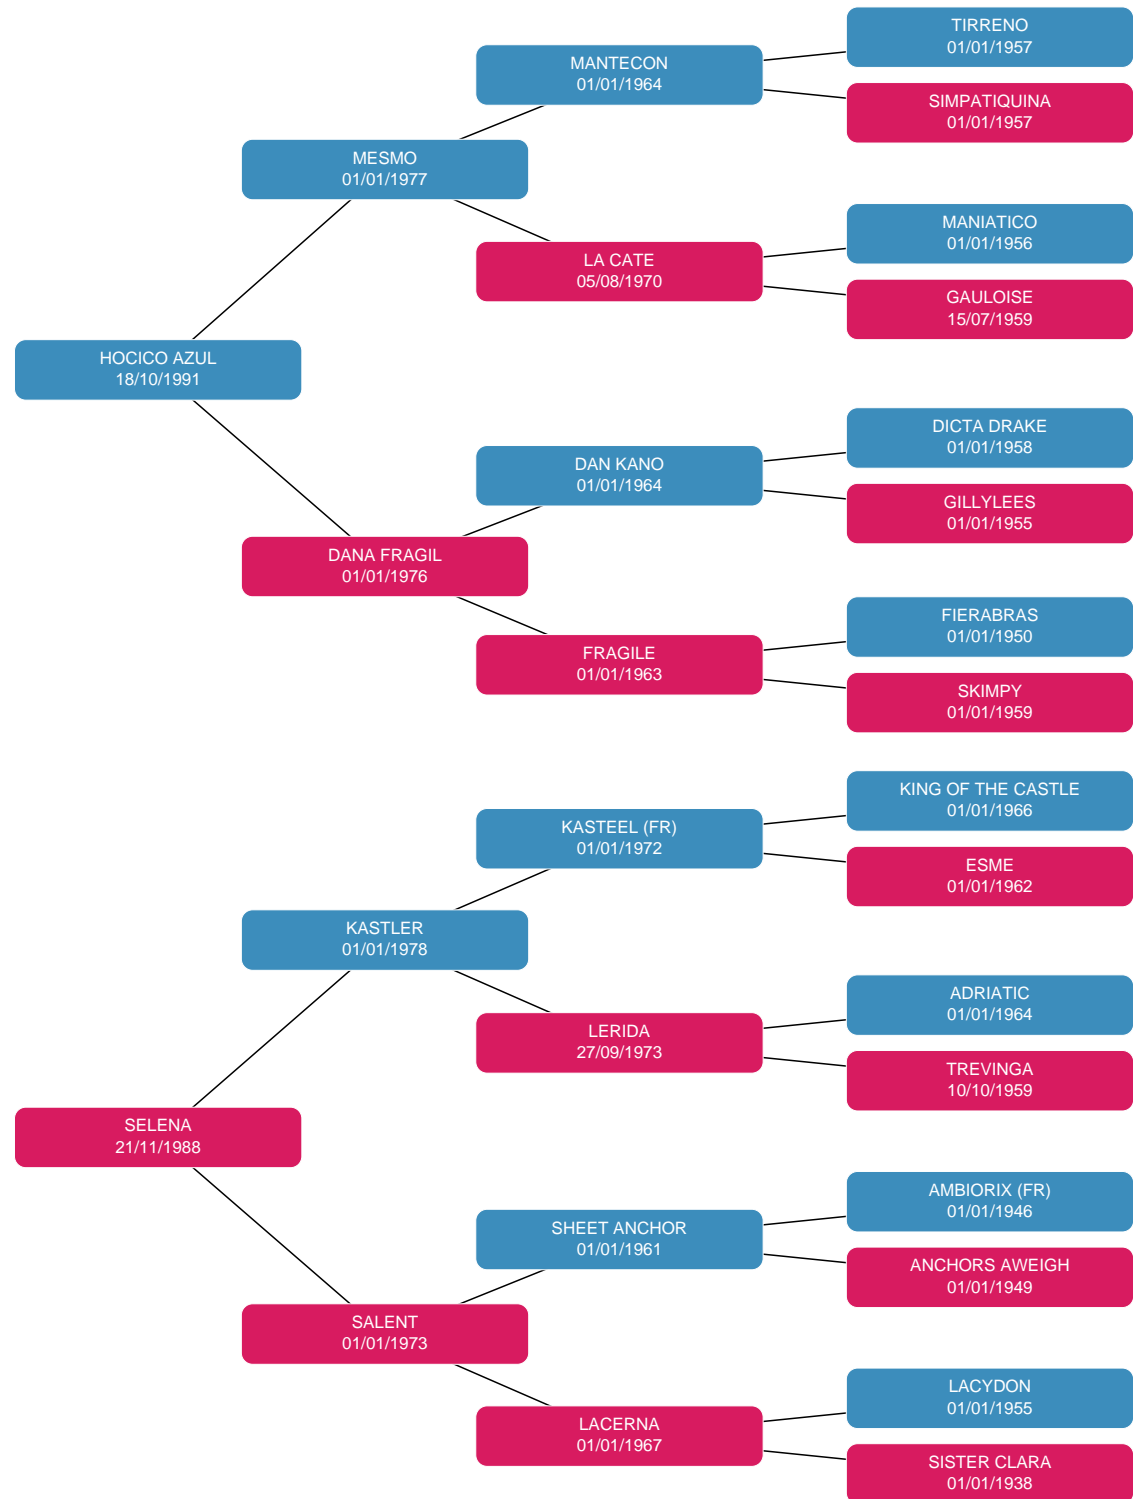 TIRRENO
01/01/1957
MANTECON
01/01/1964
SIMPATIQUINA
01/01/1957
MESMO
01/01/1977
MANIATICO
01/01/1956
LA CATE
05/08/1970
GAULOISE
15/07/1959
HOCICO AZUL
18/10/1991
DICTA DRAKE
01/01/1958
DAN KANO
01/01/1964
GILLYLEES
01/01/1955
DANA FRAGIL
01/01/1976
FIERABRAS
01/01/1950
FRAGILE
01/01/1963
SKIMPY
01/01/1959
KING OF THE CASTLE
01/01/1966
KASTEEL (FR)
01/01/1972
ESME
01/01/1962
KASTLER
01/01/1978
ADRIATIC
01/01/1964
LERIDA
27/09/1973
TREVINGA
10/10/1959
SELENA
21/11/1988
AMBIORIX (FR)
01/01/1946
SHEET ANCHOR
01/01/1961
ANCHORS AWEIGH
01/01/1949
SALENT
01/01/1973
LACYDON
01/01/1955
LACERNA
01/01/1967
SISTER CLARA
01/01/1938